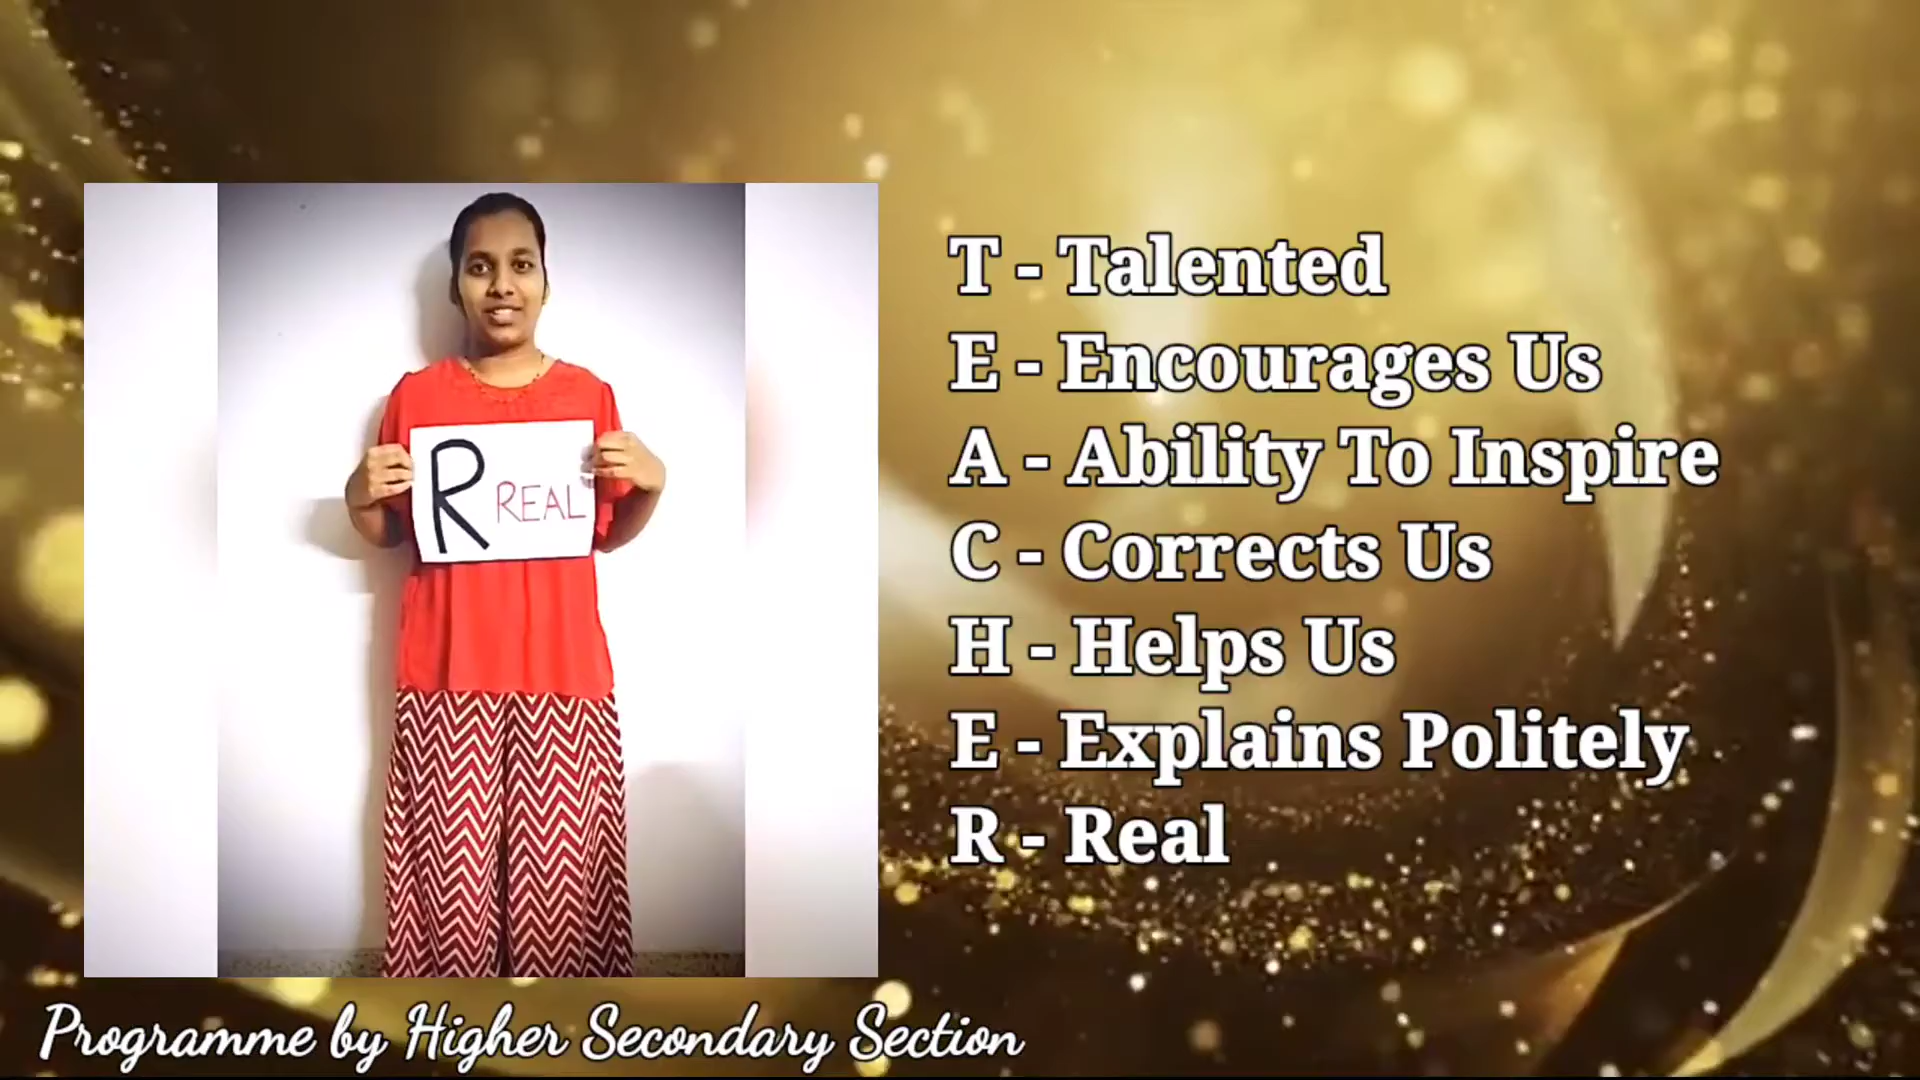 R REAL
T - Talented
E - Encourages Us
A - Ability To Inspire
C - Corrects Us
H - Helps Us
E - Explains Politely
R - Real
Programme by Higher Secondary Section